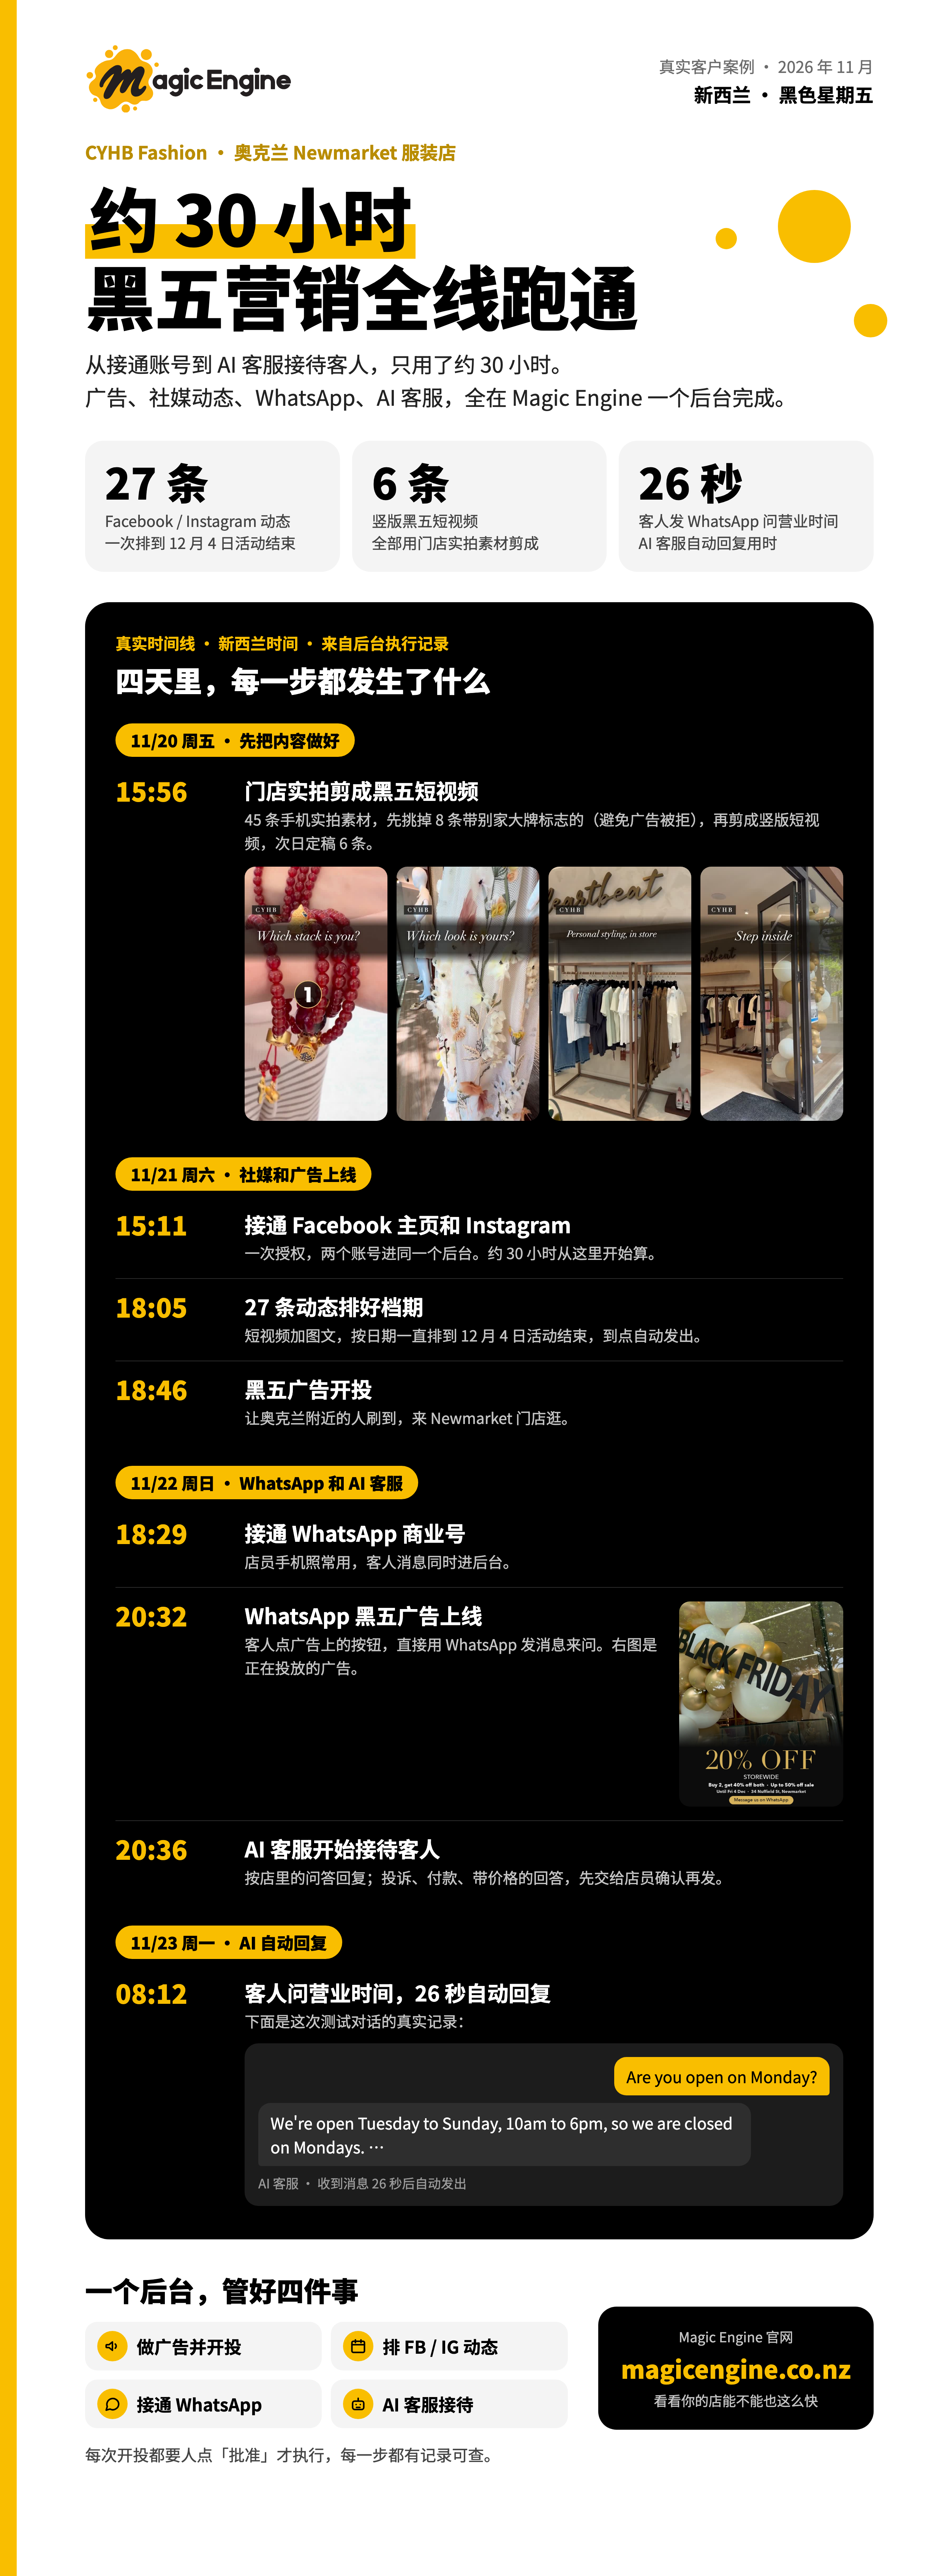 Magic Engine
真实客户案例 · 2026 年 11 月
新西兰 · 黑色星期五
CYHB Fashion · 奥克兰 Newmarket 服装店
约 30 小时
黑五营销全线跑通
从接通账号到 AI 客服接待客人，只用了约 30 小时。
广告、社媒动态、WhatsApp、AI 客服，全在 Magic Engine 一个后台完成。
27 条
Facebook / Instagram 动态
一次排到 12 月 4 日活动结束
6 条
竖版黑五短视频
全部用门店实拍素材剪成
26 秒
客人发 WhatsApp 问营业时间
AI 客服自动回复用时
真实时间线 · 新西兰时间 · 来自后台执行记录
四天里，每一步都发生了什么
11/20 周五 · 先把内容做好
15:56
门店实拍剪成黑五短视频
45 条手机实拍素材，先挑掉 8 条带别家大牌标志的（避免广告被拒），再剪成竖版短视
频，次日定稿 6 条。
CYHB
Which stack is you?
1
CYHB
Which look is yours?
eartbeat
CYHB
Personal styling, in store
CYHB
Step inside
11/21 周六 · 社媒和广告上线
15:11
接通 Facebook 主页和 Instagram
一次授权，两个账号进同一个后台。约 30 小时从这里开始算。
18:05
27 条动态排好档期
短视频加图文，按日期一直排到 12 月 4 日活动结束，到点自动发出。
18:46
黑五广告开投
让奥克兰附近的人刷到，来 Newmarket 门店逛。
11/22 周日 · WhatsApp 和 AI 客服
18:29
接通 WhatsApp 商业号
店员手机照常用，客人消息同时进后台。
20:32
WhatsApp 黑五广告上线
客人点广告上的按钮，直接用 WhatsApp 发消息来问。右图是
正在投放的广告。
BLACK FRIDAY
20% OFF
STOREWIDE
Buy 2, get 40% off both · Up to 50% off sale
Until Fri 4 Dec · 34 Nuffield St, Newmarket
Message us on WhatsApp
20:36
AI 客服开始接待客人
按店里的问答回复；投诉、付款、带价格的回答，先交给店员确认再发。
11/23 周一 · AI 自动回复
08:12
客人问营业时间，26 秒自动回复
下面是这次测试对话的真实记录：
Are you open on Monday?
We're open Tuesday to Sunday, 10am to 6pm, so we are closed
on Mondays. …
AI 客服 · 收到消息 26 秒后自动发出
一个后台，管好四件事
做广告并开投
排 FB / IG 动态
接通 WhatsApp
AI 客服接待
每次开投都要人点「批准」才执行，每一步都有记录可查。
Magic Engine 官网
magicengine.co.nz
看看你的店能不能也这么快